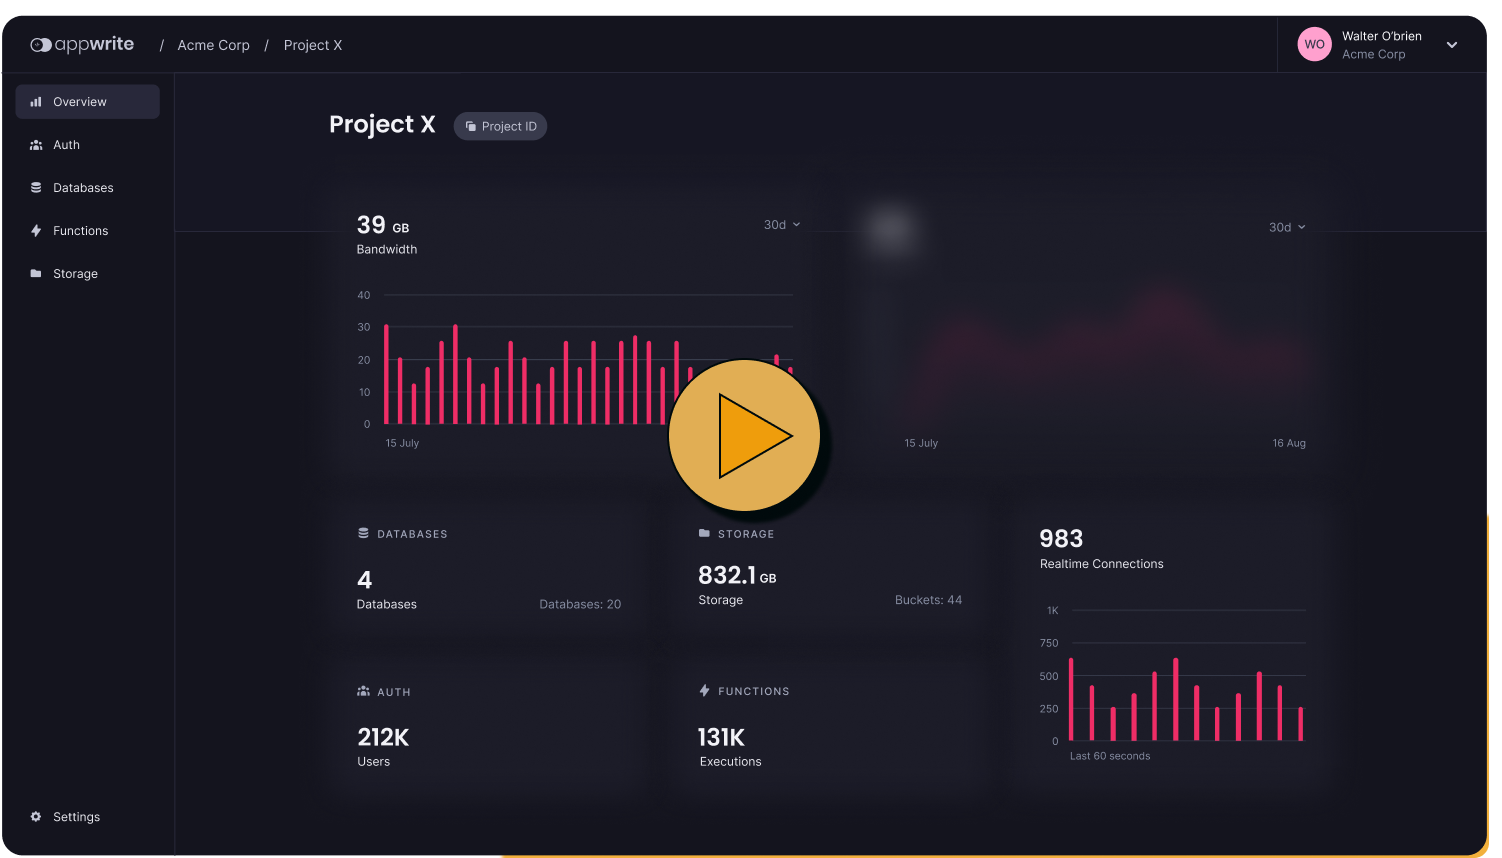 appwrite / Acme Corp / Project X
WO
Walter O'brien
Acme Corp
Overview
Auth
Databases
Functions
Storage
Settings
Project X
Project ID
39 GB
Bandwidth
30d
40
30
20
10
0
15 July
30d
15 July
16 Aug
DATABASES
4
Databases
Databases: 20
STORAGE
832.1 GB
Storage
Buckets: 44
983
Realtime Connections
1K
750
500
250
0
Last 60 seconds
AUTH
212K
Users
FUNCTIONS
131K
Executions